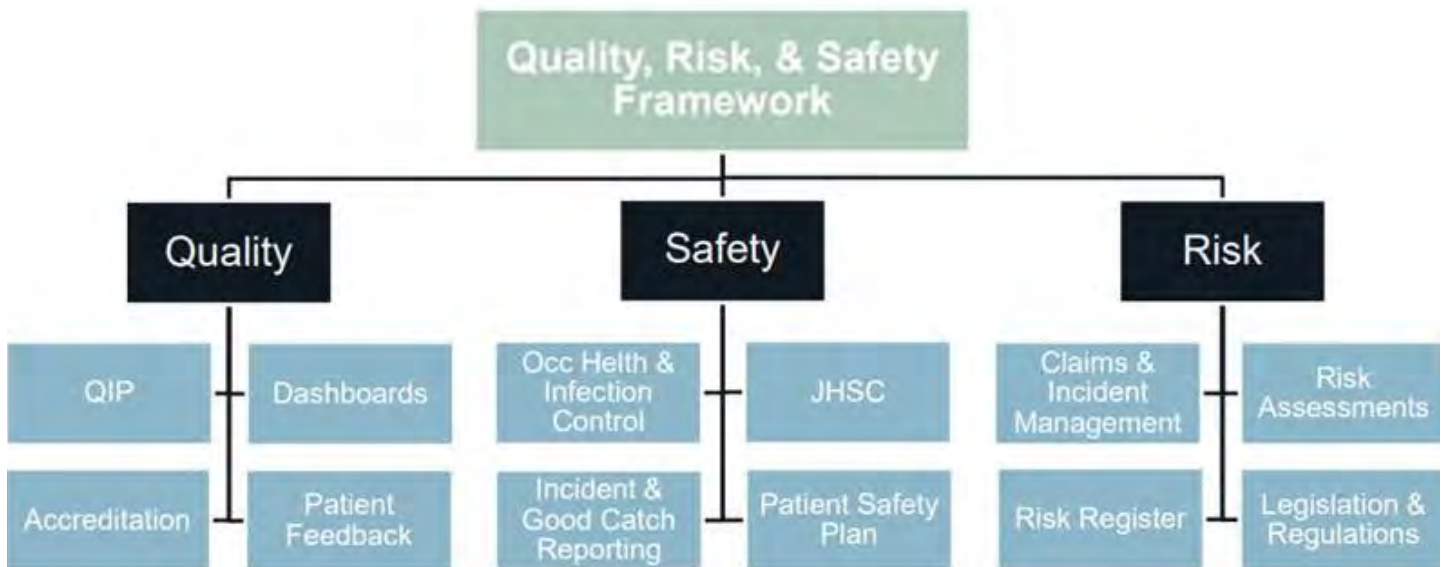 Quality, Risk, & Safety
Framework
Quality
Safety
Risk
QIP
Dashboards
Accreditation
Patient
Feedback
Occ Helth &
Infection
Control
JHSC
Incident &
Good Catch
Reporting
Patient Safety
Plan
Claims &
Incident
Management
Risk
Assessments
Risk Register
Legislation &
Regulations